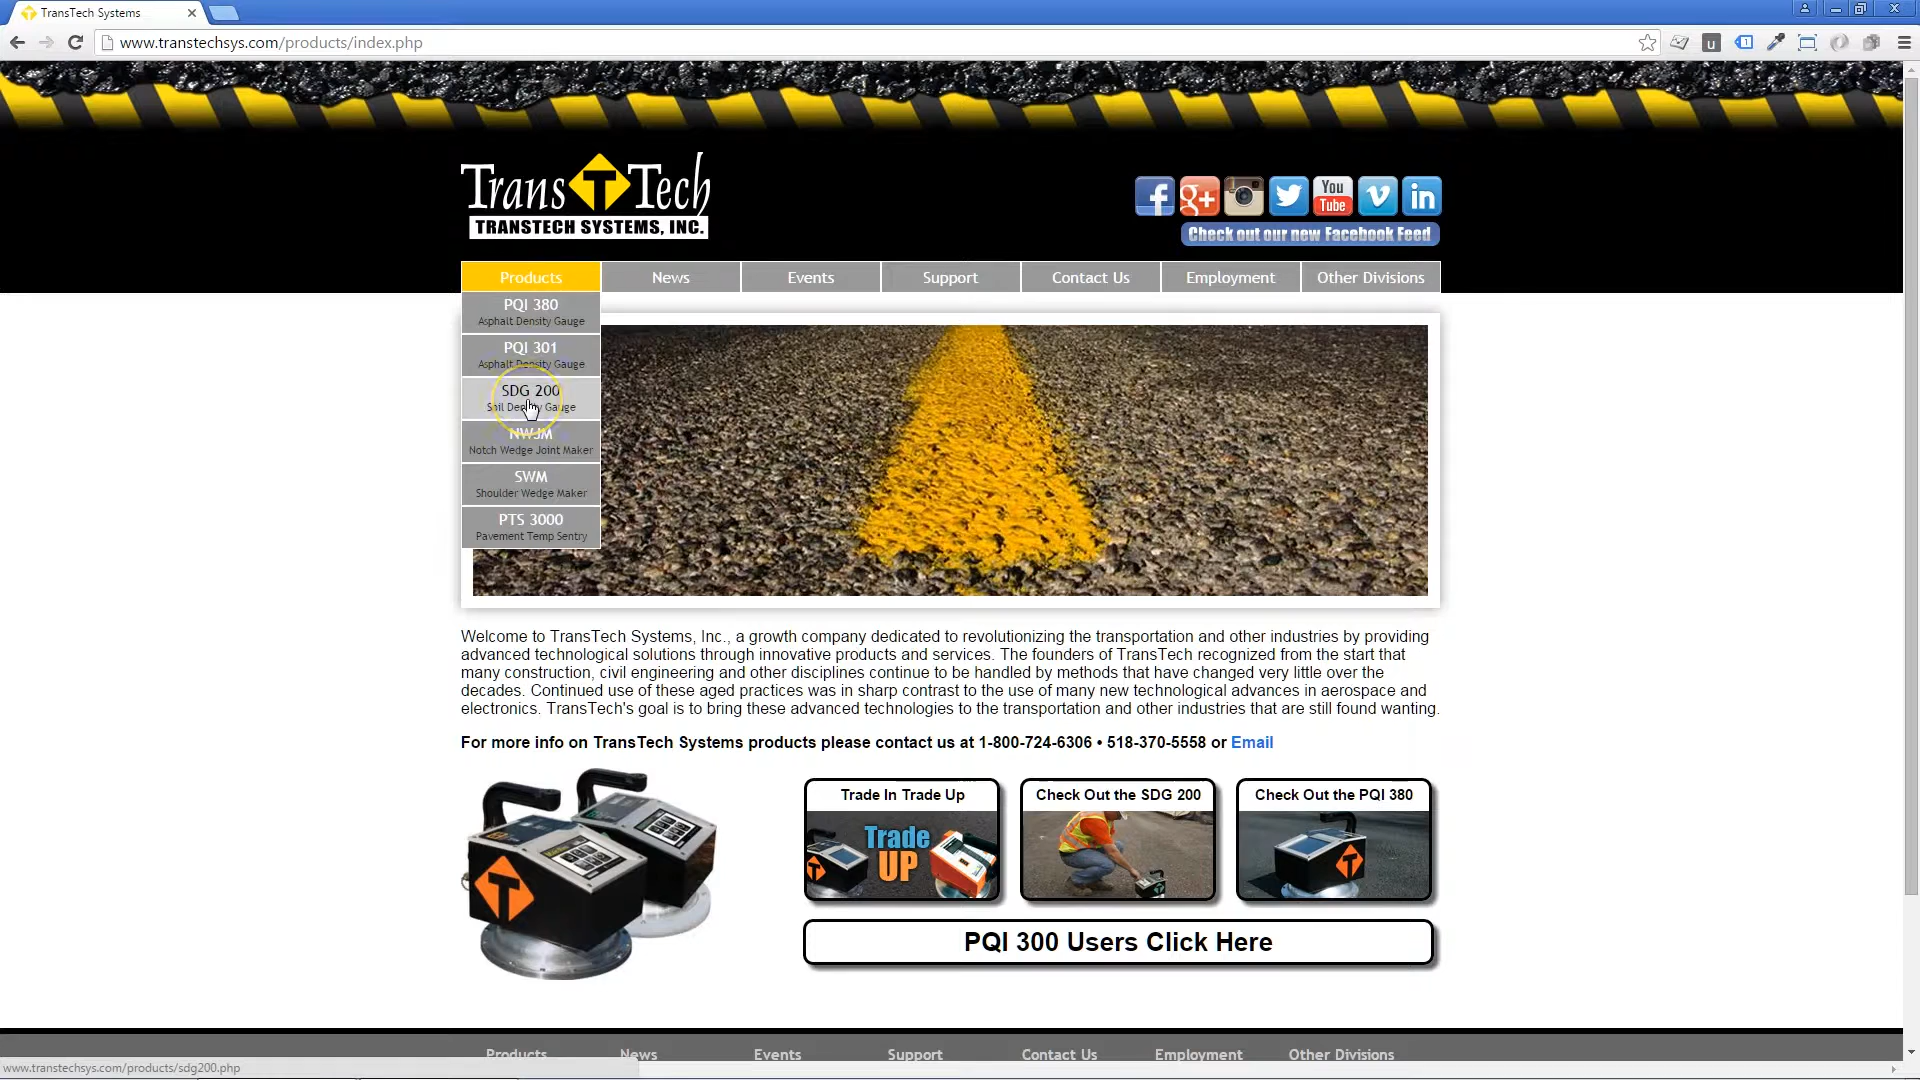 TransTech Systems
www.transtechsys.com/products/index.php
Trans T Tech
TRANSTECH SYSTEMS, INC.
You
Tube
Check out our new Facebook Feed
Products News Events Support Contact Us Employment Other Divisions
PQI 380
Asphalt Density Gauge
PQI 301
Asphalt Density Gauge
SDG 200
Soil Density Gauge
NWJM
Notch Wedge Joint Maker
SWM
Shoulder Wedge Maker
PTS 3000
Pavement Temp Sentry
Welcome to TransTech Systems, Inc., a growth company dedicated to revolutionizing the transportation and other industries by providing
advanced technological solutions through innovative products and services. The founders of TransTech recognized from the start that
many construction, civil engineering and other disciplines continue to be handled by methods that have changed very little over the
decades. Continued use of these aged practices was in sharp contrast to the use of many new technological advances in aerospace and
electronics. TransTech's goal is to bring these advanced technologies to the transportation and other industries that are still found wanting.
For more info on TransTech Systems products please contact us at 1-800-724-6306 • 518-370-5558 or Email
Trade In Trade Up
Trade
UP
Check Out the SDG 200
Check Out the PQI 380
PQI 300 Users Click Here
Products News Events Support Contact Us Employment Other Divisions
www.transtechsys.com/products/sdg200.php